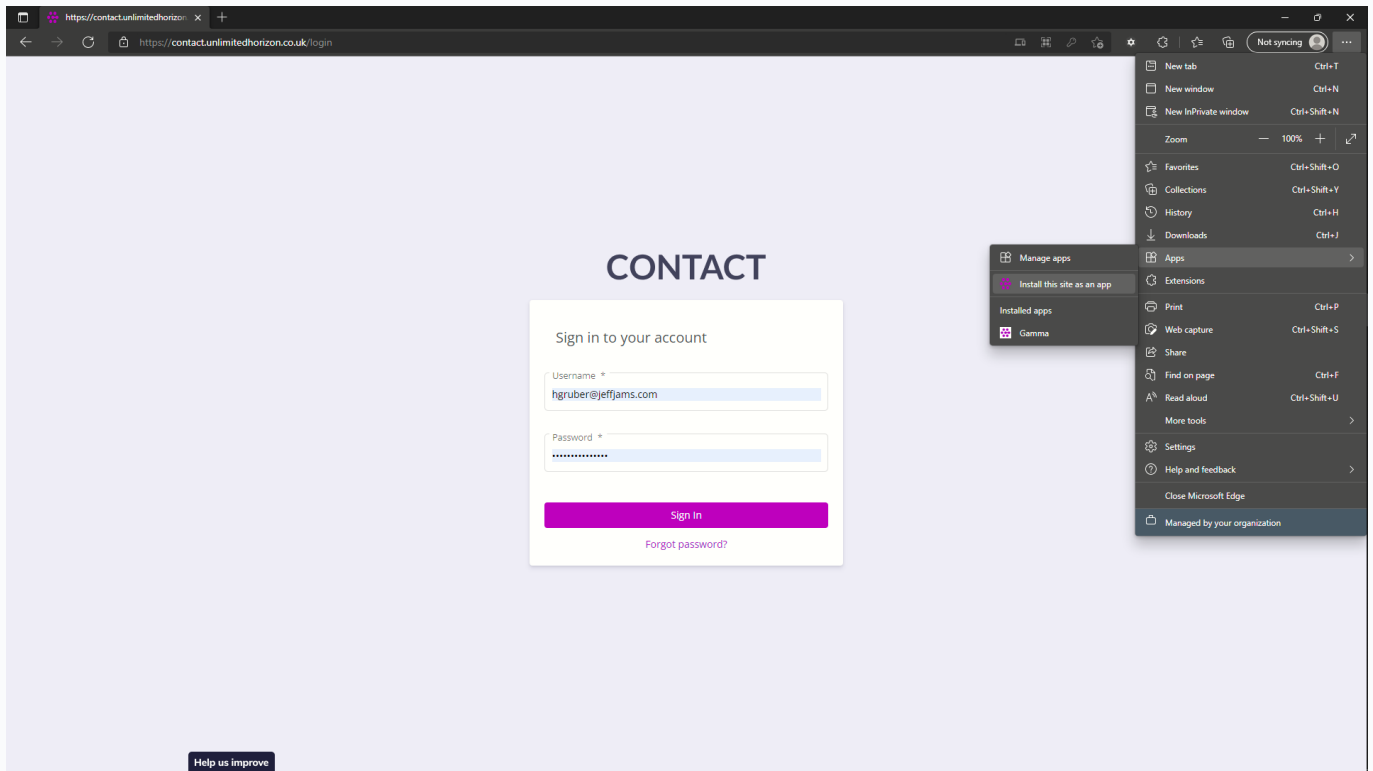 https://contact.unlimitedhorizon.
https://contact.unlimitedhorizon.co.uk/login
Not syncing
New tab Ctrl+T
New window Ctrl+N
New InPrivate window Ctrl+Shift+N
Zoom 100%
Favorites Ctrl+Shift+O
Collections Ctrl+Shift+Y
History Ctrl+H
Downloads Ctrl+J
Apps
Extensions
Print Ctrl+P
Web capture Ctrl+Shift+S
Share
Find on page Ctrl+F
Read aloud Ctrl+Shift+U
More tools
Settings
Help and feedback
Close Microsoft Edge
Managed by your organization
Manage apps
Install this site as an app
Installed apps
Gamma
CONTACT
Sign in to your account
Username *
hgruber@jeffjams.com
Password *
•••••••••••••••
Sign In
Forgot password?
Help us improve